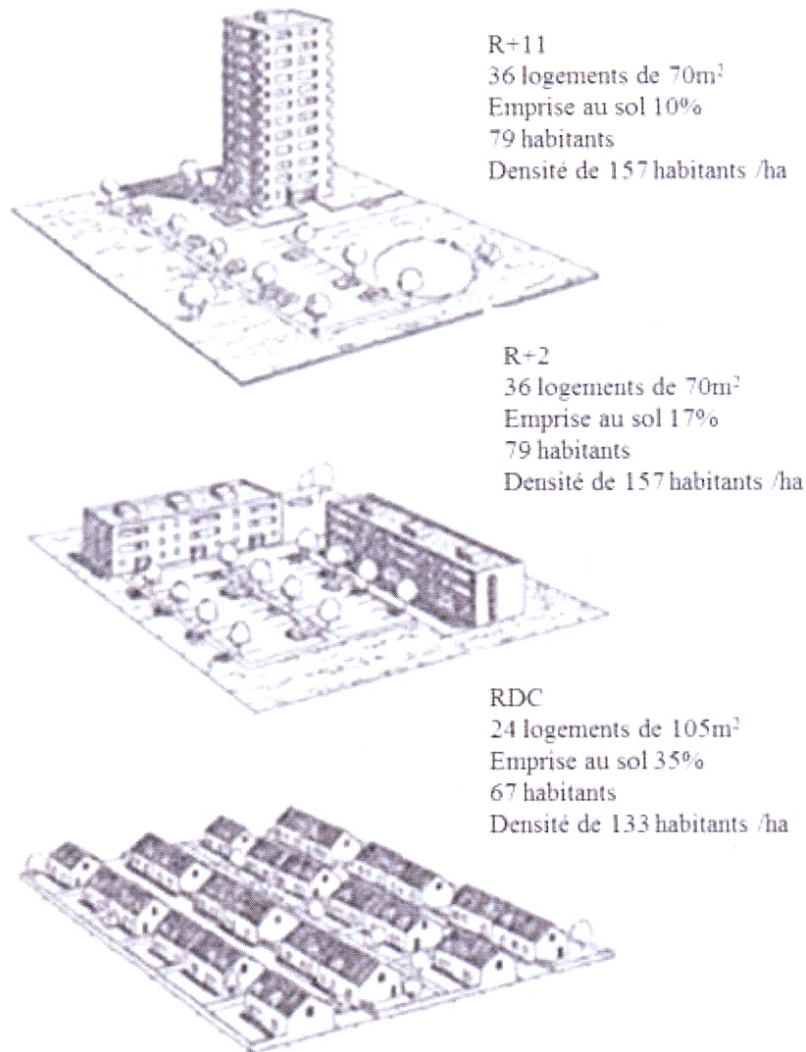 R+11
36 logements de 70m²
Emprise au sol 10%
79 habitants
Densité de 157 habitants /ha
R+2
36 logements de 70m²
Emprise au sol 17%
79 habitants
Densité de 157 habitants /ha
RDC
24 logements de 105m²
Emprise au sol 35%
67 habitants
Densité de 133 habitants /ha